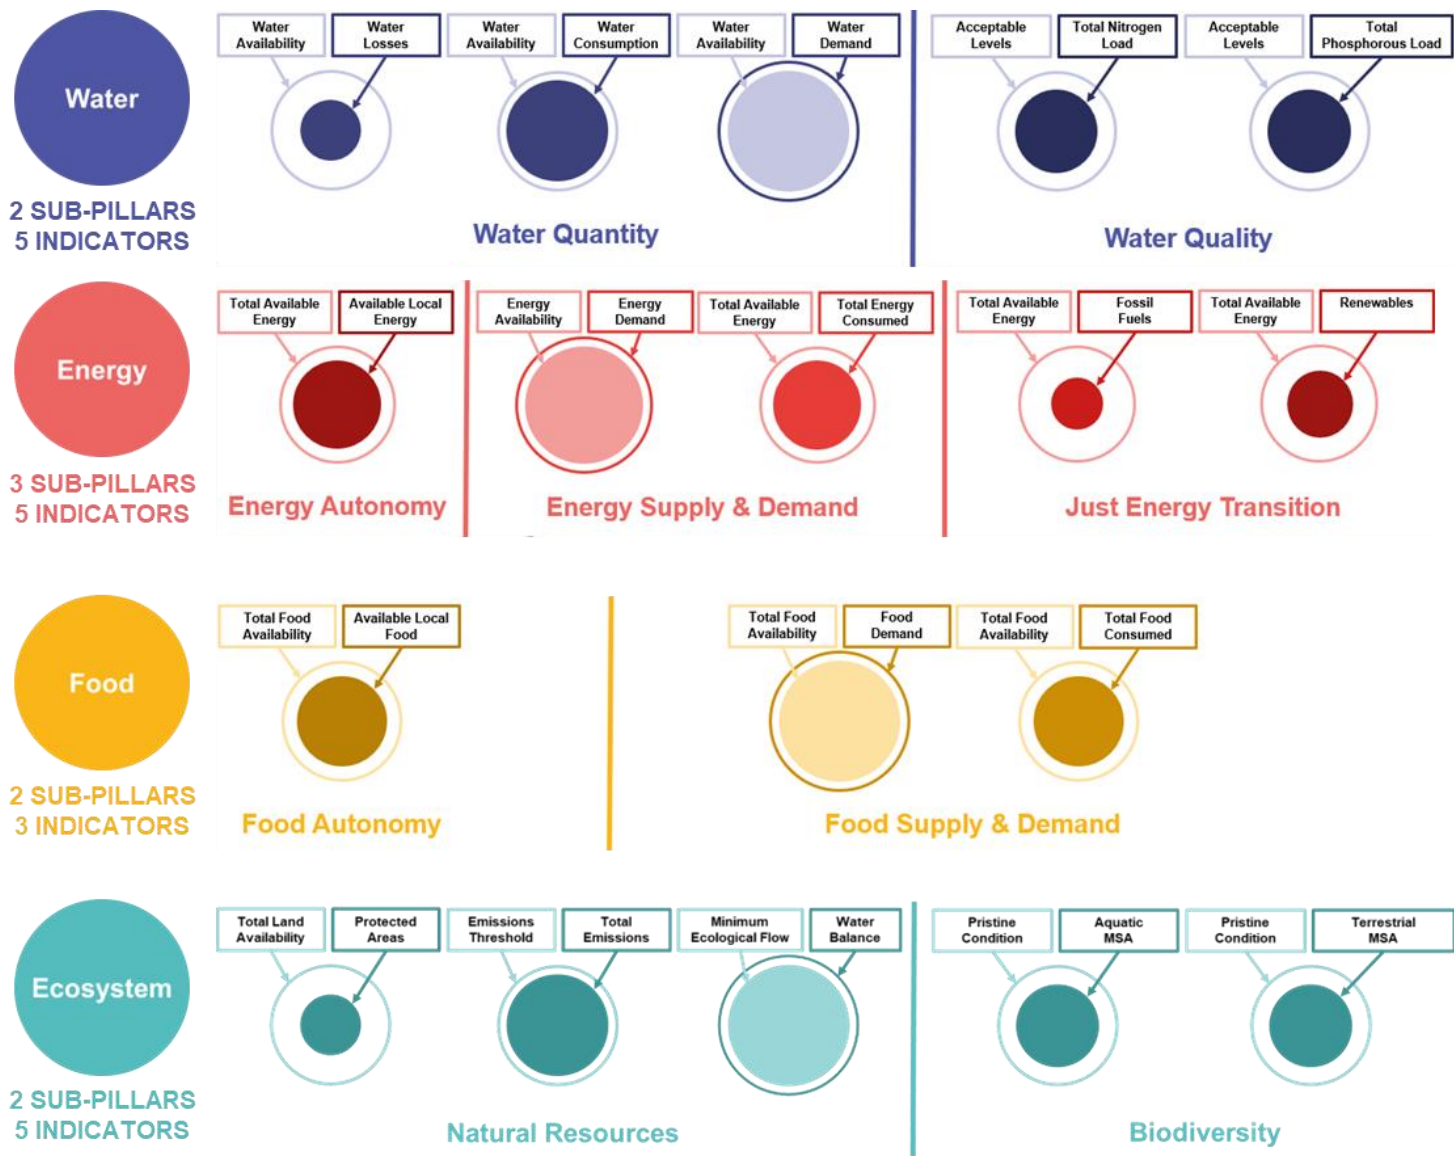 Water
2 SUB-PILLARS
5 INDICATORS
Water
Availability
Water
Losses
Water
Availability
Water
Consumption
Water
Availability
Water
Demand
Water Quantity
Acceptable
Levels
Total Nitrogen
Load
Acceptable
Levels
Total
Phosphorous Load
Water Quality
Energy
3 SUB-PILLARS
5 INDICATORS
Total Available
Energy
Available Local
Energy
Energy Autonomy
Energy
Availability
Energy
Demand
Total Available
Energy
Total Energy
Consumed
Energy Supply & Demand
Total Available
Energy
Fossil
Fuels
Total Available
Energy
Renewables
Just Energy Transition
Food
2 SUB-PILLARS
3 INDICATORS
Total Food
Availability
Available Local
Food
Food Autonomy
Total Food
Availability
Food
Demand
Total Food
Availability
Total Food
Consumed
Food Supply & Demand
Ecosystem
2 SUB-PILLARS
5 INDICATORS
Total Land
Availability
Protected
Areas
Emissions
Threshold
Total
Emissions
Minimum
Ecological Flow
Water
Balance
Natural Resources
Pristine
Condition
Aquatic
MSA
Pristine
Condition
Terrestrial
MSA
Biodiversity